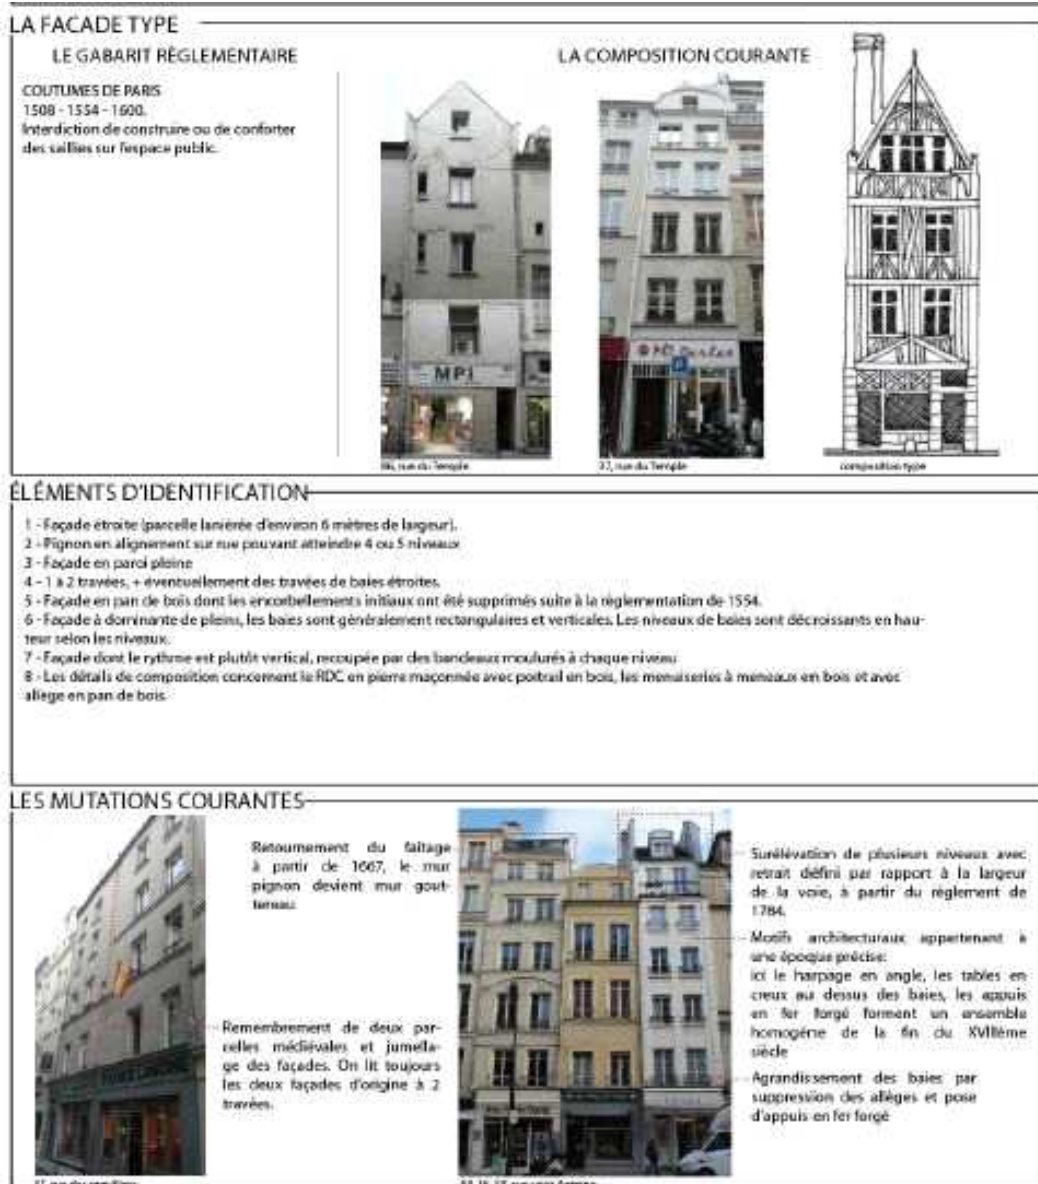 LA FACADE TYPE
LE GABARIT RÉGLEMENTAIRE
COUTUMES DE PARIS
1508 - 1554 - 1600.
Interdiction de construire ou de conforter
des saillies sur l'espace public.
LA COMPOSITION COURANTE
MPI
rue du Temple
37, rue du Temple
composition type
ÉLÉMENTS D'IDENTIFICATION
1 - Façade étroite (parcelle laniérée d'environ 6 mètres de largeur).
2 - Pignon en alignement sur rue pouvant atteindre 4 ou 5 niveaux
3 - Façade en paroi pleine
4 - 1 à 2 travées, + éventuellement des travées de baies étroites.
5 - Façade en pan de bois dont les encorbellements initiaux ont été supprimés suite à la règlementation de 1554.
6 - Façade à dominante de pleins, les baies sont généralement rectangulaires et verticales. Les niveaux de baies sont décroissants en hau-
teur selon les niveaux.
7 - Façade dont le rythme est plutôt vertical, recoupée par des bandeaux moulurés à chaque niveau
8 - Les détails de composition concernent le RDC en pierre maçonnée avec poitrail en bois, les menuiseries à meneaux en bois et avec
allège en pan de bois.
LES MUTATIONS COURANTES
Retournement du faîtage
à partir de 1667, le mur
pignon devient mur gout-
tereau
Remembrement de deux par-
celles médiévales et jumella-
ge des façades. On lit toujours
les deux façades d'origine à 2
travées.
Surélévation de plusieurs niveaux avec
retrait défini par rapport à la largeur
de la voie, à partir du règlement de
1784.
Motifs architecturaux appartenant à
une époque précise:
ici le harpage en angle, les tables en
creux au dessus des baies, les appuis
en fer forgé forment un ensemble
homogène de la fin du XVIIIème
siècle
Agrandissement des baies par
suppression des allèges et pose
d'appuis en fer forgé